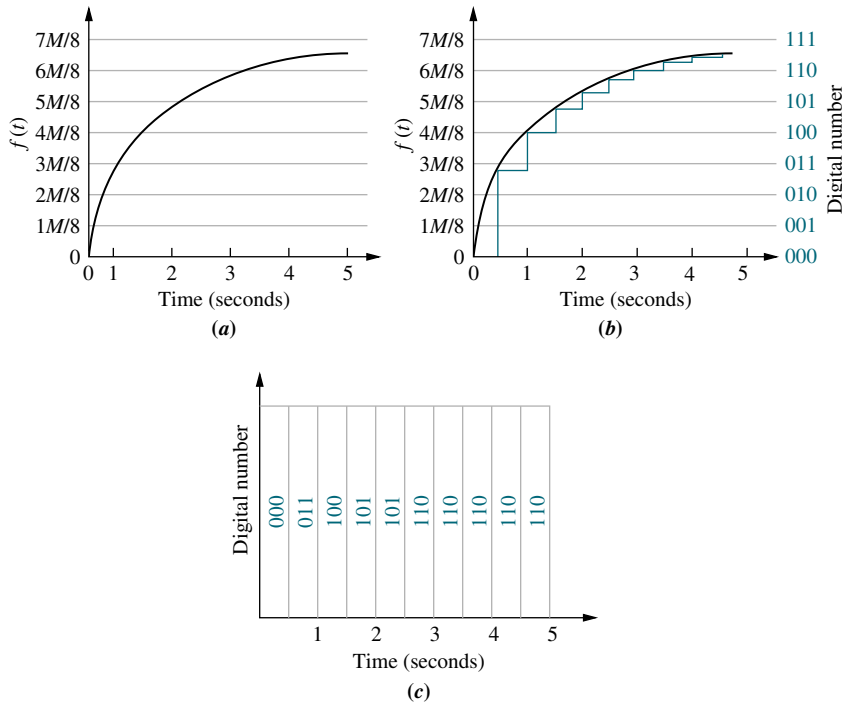 7M/8
6M/8
5M/8
4M/8
3M/8
2M/8
1M/8
0
f (t)
0 1 2 3 4 5
Time (seconds)
(a)
7M/8
6M/8
5M/8
4M/8
3M/8
2M/8
1M/8
0
f (t)
111
110
101
100
011
010
001
000
Digital number
0 1 2 3 4 5
Time (seconds)
(b)
Digital number
000
011
100
101
101
110
110
110
110
110
1 2 3 4 5
Time (seconds)
(c)